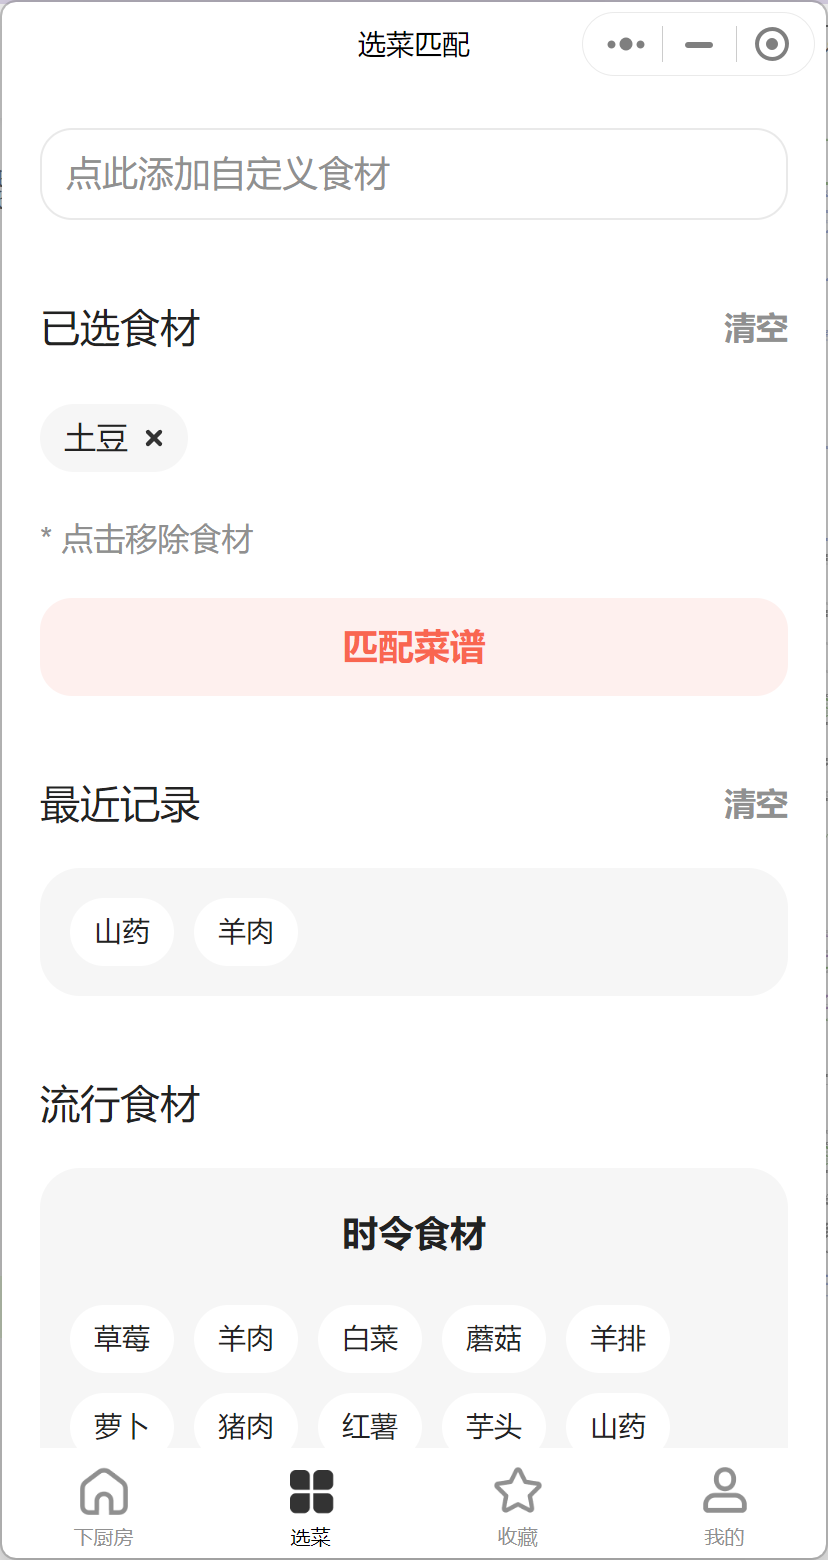 选菜匹配
点此添加自定义食材
已选食材 清空
土豆 ×
* 点击移除食材
匹配菜谱
最近记录 清空
山药 羊肉
流行食材
时令食材
草莓 羊肉 白菜 蘑菇 羊排
萝卜 猪肉 红薯 芋头 山药
下厨房 选菜 收藏 我的